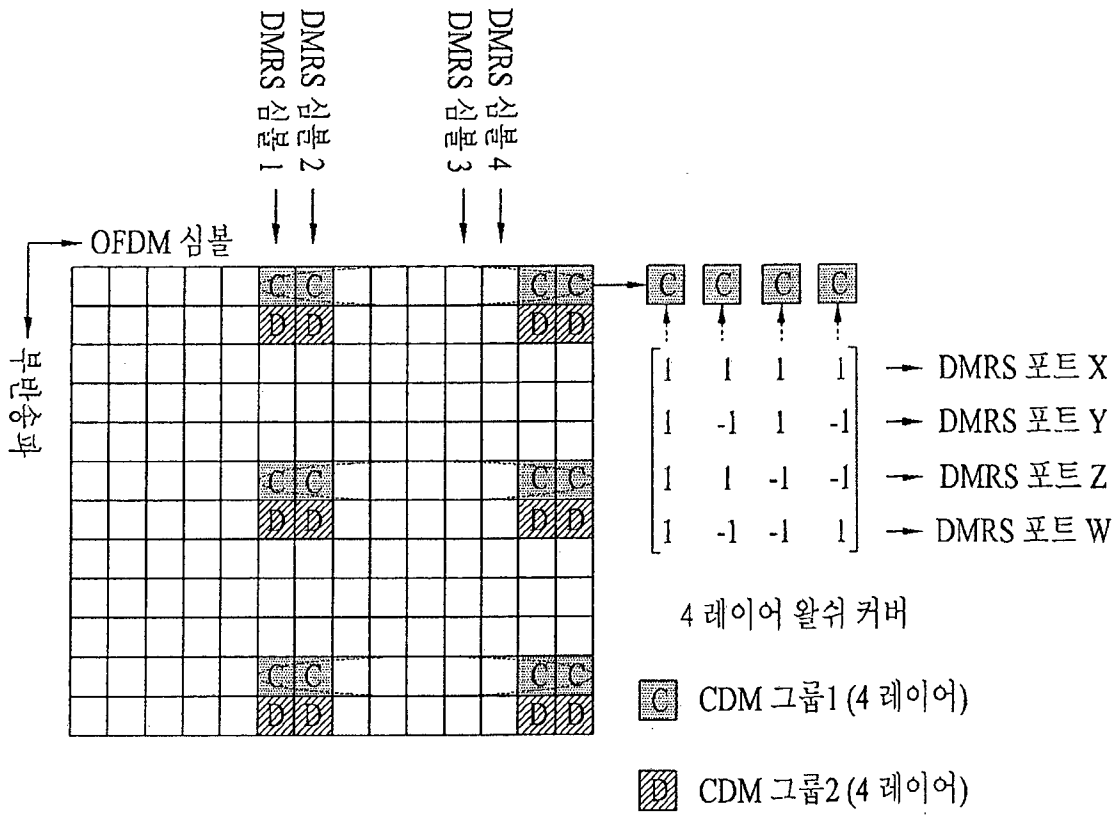 DMRS 심볼 1
DMRS 심볼 2
DMRS 심볼 3
DMRS 심볼 4
OFDM 심볼
부반송파
C C C C C C C C
D D D D
1 1 1 1 DMRS 포트 X
1 -1 1 -1 DMRS 포트 Y
1 1 -1 -1 DMRS 포트 Z
1 -1 -1 1 DMRS 포트 W
C C C C
D D D D
4 레이어 왈쉬 커버
C C C C
D D D D
C CDM 그룹1 (4 레이어)
D CDM 그룹2 (4 레이어)